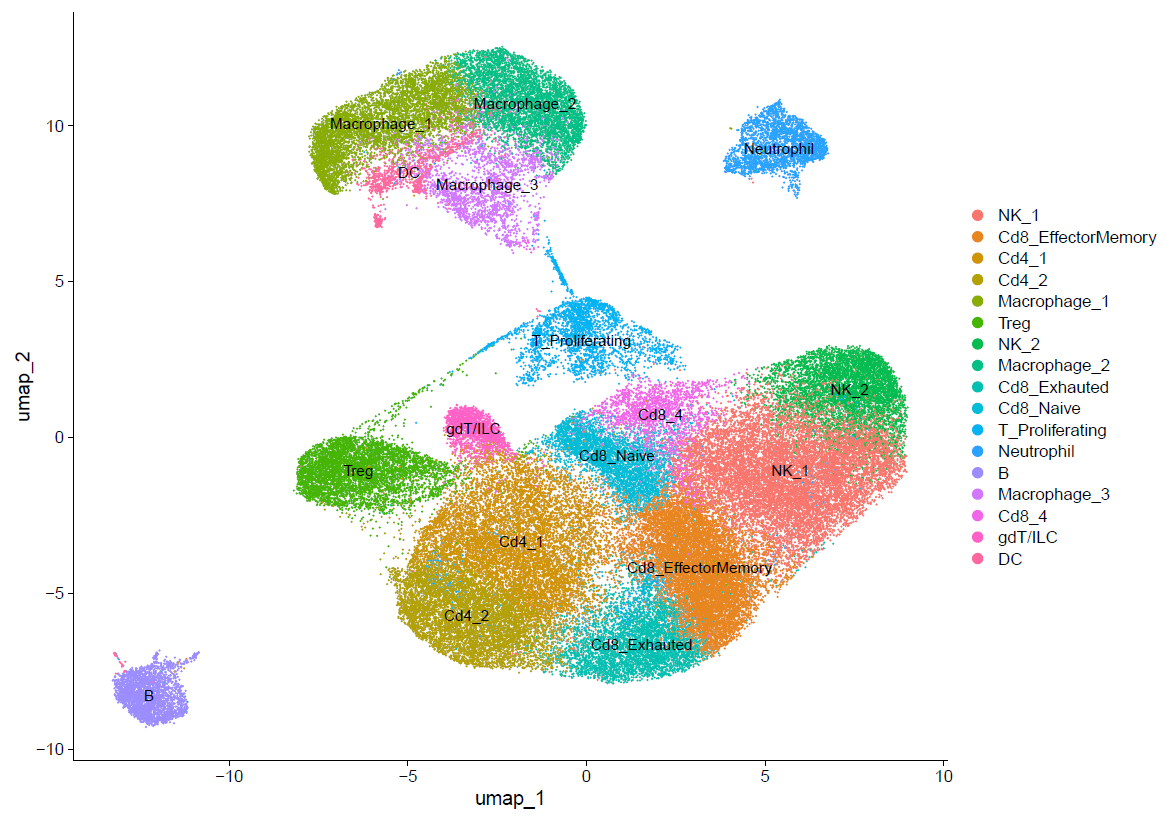 Macrophage_2
Macrophage_1
DC
Macrophage_3
Neutrophil
T_Proliferating
NK_2
Cd8_4
gdT/ILC
Cd8_Naive
Treg
NK_1
Cd4_1
Cd8_EffectorMemory
Cd4_2
Cd8_Exhauted
B
10
5
0
−5
−10
umap_2
−10
−5
0
5
10
umap_1
NK_1
Cd8_EffectorMemory
Cd4_1
Cd4_2
Macrophage_1
Treg
NK_2
Macrophage_2
Cd8_Exhauted
Cd8_Naive
T_Proliferating
Neutrophil
B
Macrophage_3
Cd8_4
gdT/ILC
DC